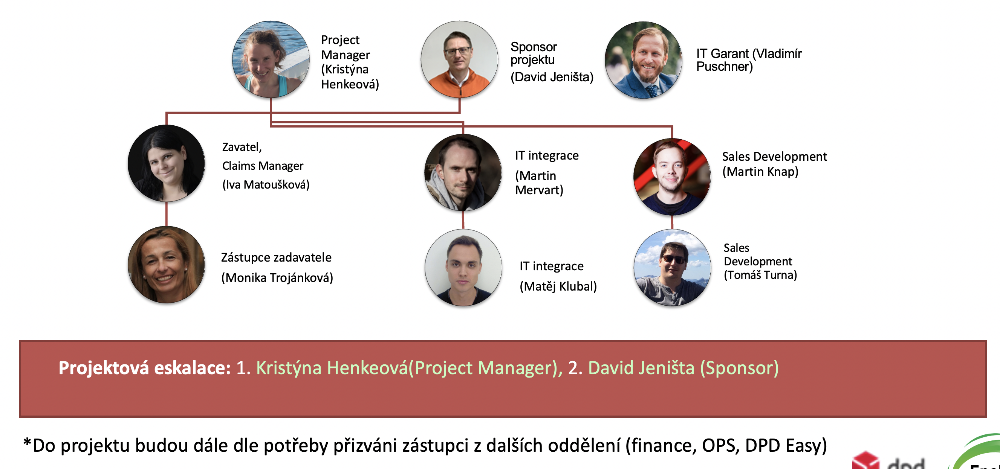 Project
Manager
(Kristýna
Henkeová)
Sponsor
projektu
(David Jeništa)
IT Garant (Vladimír
Puschner)
Zavatel,
Claims Manager
(Iva Matoušková)
IT integrace
(Martin
Mervart)
Sales Development
(Martin Knap)
Zástupce zadavatele
(Monika Trojánková)
IT integrace
(Matěj Klubal)
Sales
Development
(Tomáš Turna)
Projektová eskalace: 1. Kristýna Henkeová(Project Manager), 2. David Jeništa (Sponsor)
*Do projektu budou dále dle potřeby přizváni zástupci z dalších oddělení (finance, OPS, DPD Easy)
dpd